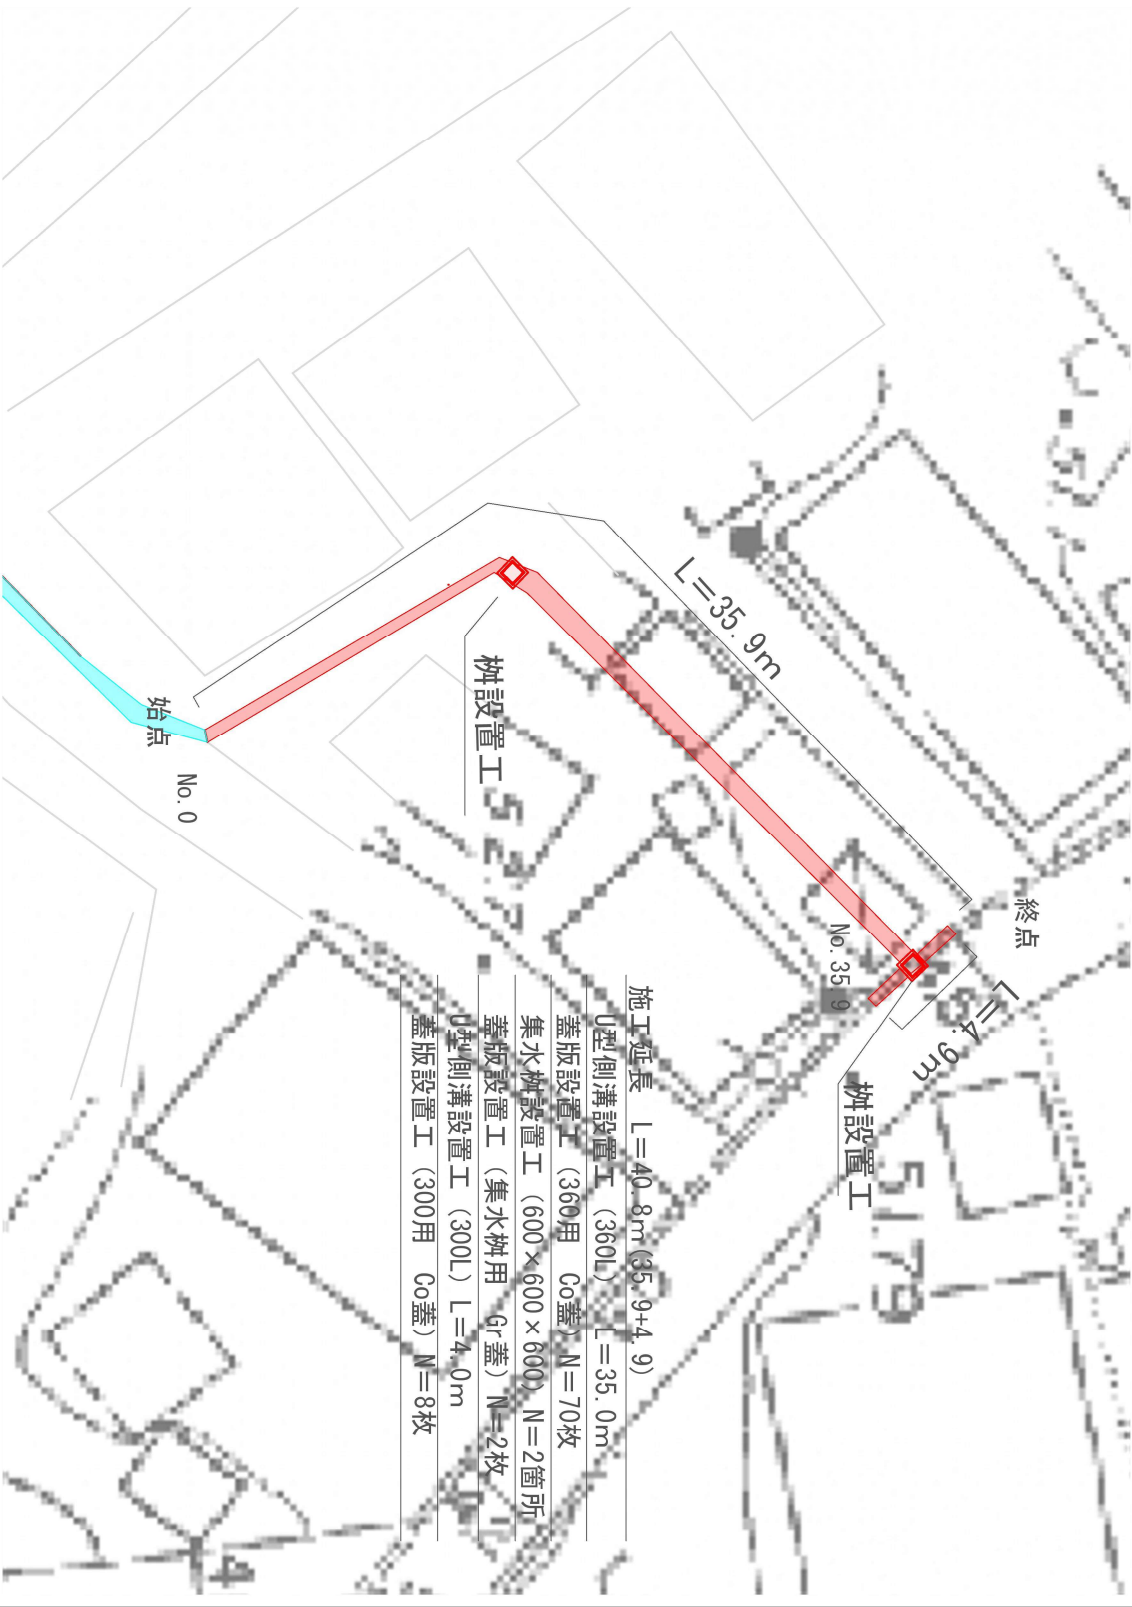 L=35.9m
桝設置工
始点
No.0
終点
No.35.9
L=4.9m
桝設置工
52.7
51.79
施工延長 L=40.8m(35.9+4.9)
U型側溝設置工 (360L) L=35.0m
蓋版設置工 (360用 Co蓋) N=70枚
集水桝設置工 (600×600×600) N=2箇所
蓋版設置工 (集水桝用 Gr蓋) N=2枚
U型側溝設置工 (300L) L=4.0m
蓋版設置工 (300用 Co蓋) N=8枚